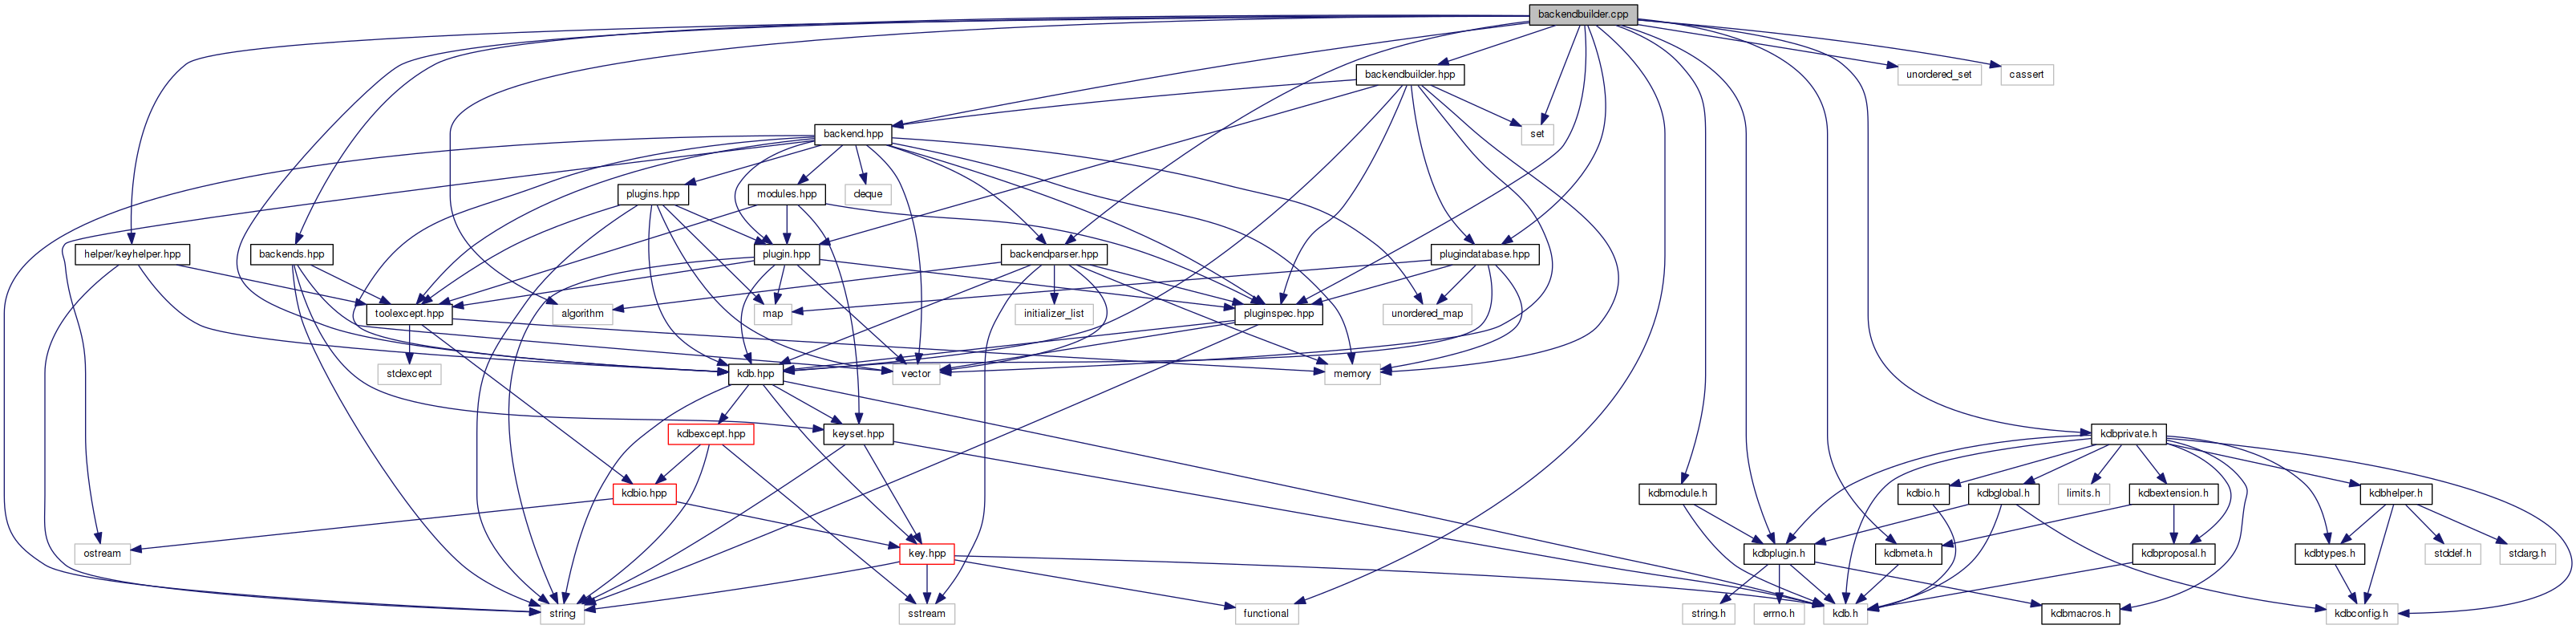 backendbuilder.cpp
backendbuilder.hpp
unordered_set
cassert
backend.hpp
set
plugins.hpp
modules.hpp
deque
helper/keyhelper.hpp
backends.hpp
plugin.hpp
backendparser.hpp
plugindatabase.hpp
toolexcept.hpp
algorithm
map
initializer_list
pluginspec.hpp
unordered_map
stdexcept
kdb.hpp
vector
memory
kdbexcept.hpp
keyset.hpp
kdbprivate.h
kdbio.hpp
kdbmodule.h
kdbio.h
kdbglobal.h
limits.h
kdbextension.h
kdbhelper.h
ostream
key.hpp
kdbplugin.h
kdbmeta.h
kdbproposal.h
kdbtypes.h
stddef.h
stdarg.h
string
sstream
functional
string.h
errno.h
kdb.h
kdbmacros.h
kdbconfig.h